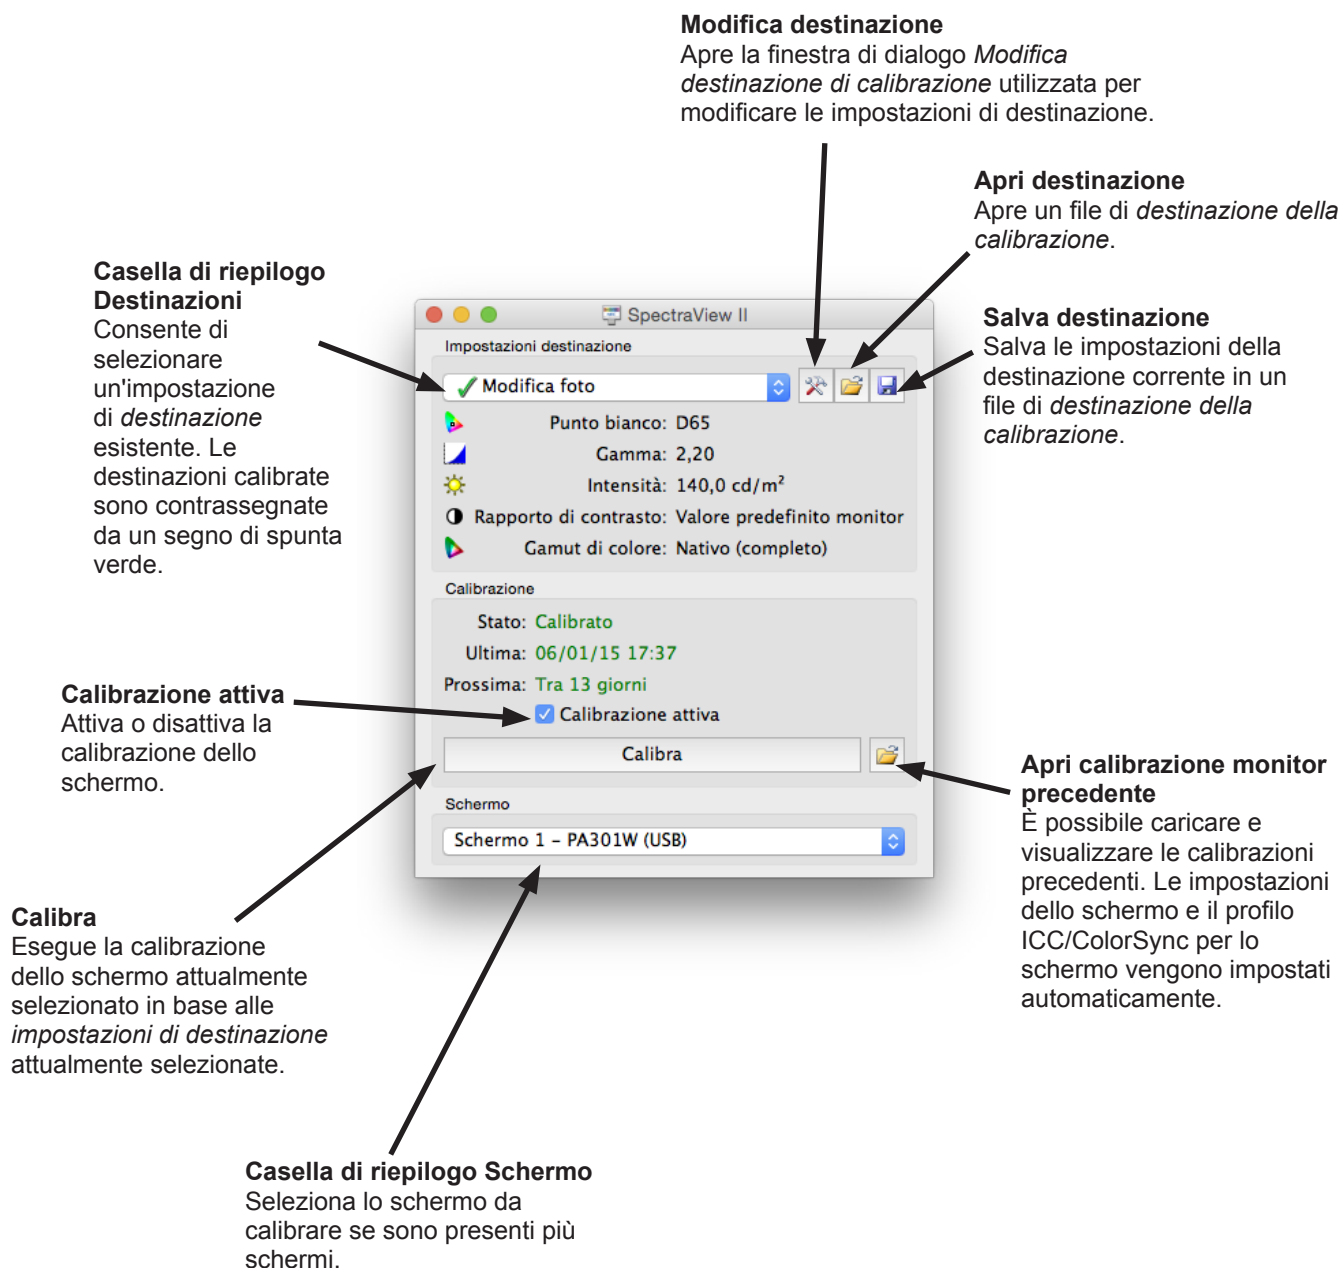 Modifica destinazione
Apre la finestra di dialogo Modifica
destinazione di calibrazione utilizzata per
modificare le impostazioni di destinazione.
Apri destinazione
Apre un file di destinazione della
calibrazione.
Casella di riepilogo
Destinazioni
Consente di
selezionare
un'impostazione
di destinazione
esistente. Le
destinazioni calibrate
sono contrassegnate
da un segno di spunta
verde.
Salva destinazione
Salva le impostazioni della
destinazione corrente in un
file di destinazione della
calibrazione.
SpectraView II
Impostazioni destinazione
Modifica foto
Punto bianco: D65
Gamma: 2,20
Intensità: 140,0 cd/m²
Rapporto di contrasto: Valore predefinito monitor
Gamut di colore: Nativo (completo)
Calibrazione
Stato: Calibrato
Ultima: 06/01/15 17:37
Prossima: Tra 13 giorni
Calibrazione attiva
Calibra
Schermo
Schermo 1 – PA301W (USB)
Calibrazione attiva
Attiva o disattiva la
calibrazione dello
schermo.
Apri calibrazione monitor
precedente
È possibile caricare e
visualizzare le calibrazioni
precedenti. Le impostazioni
dello schermo e il profilo
ICC/ColorSync per lo
schermo vengono impostati
automaticamente.
Calibra
Esegue la calibrazione
dello schermo attualmente
selezionato in base alle
impostazioni di destinazione
attualmente selezionate.
Casella di riepilogo Schermo
Seleziona lo schermo da
calibrare se sono presenti più
schermi.